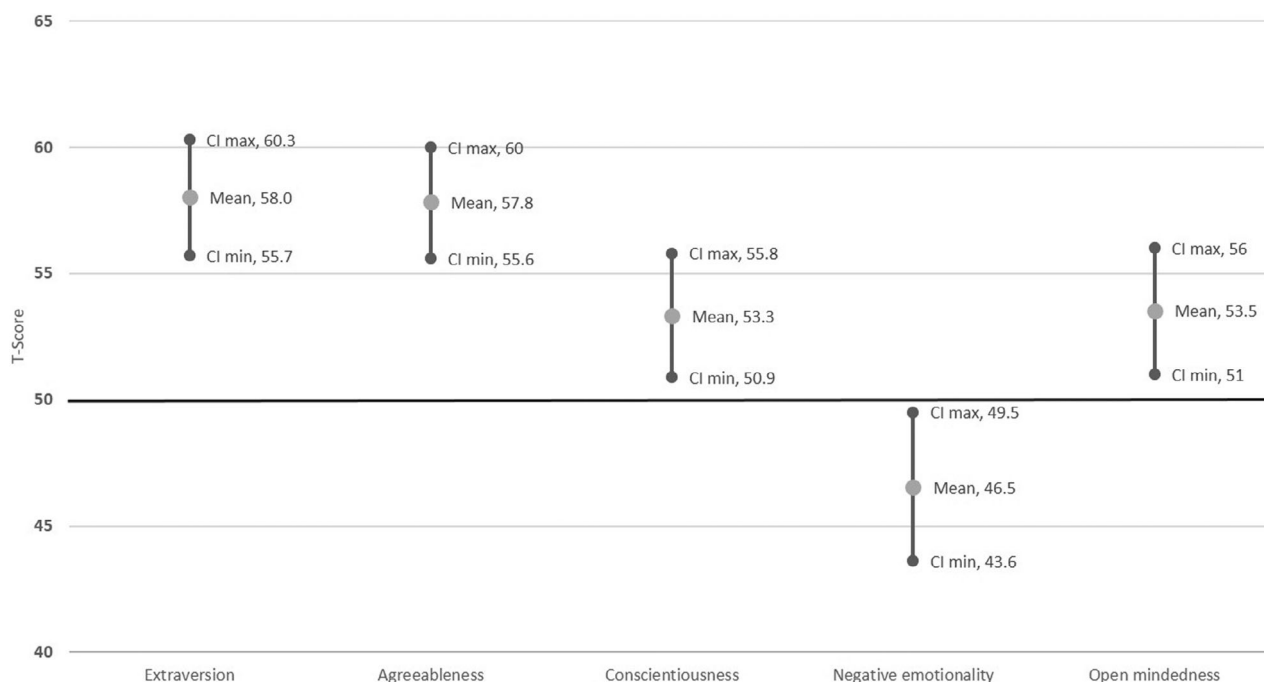 65
60
55
50
45
40
T-Score
CI max, 60.3
Mean, 58.0
CI min, 55.7
CI max, 60
Mean, 57.8
CI min, 55.6
CI max, 55.8
Mean, 53.3
CI min, 50.9
CI max, 49.5
Mean, 46.5
CI min, 43.6
CI max, 56
Mean, 53.5
CI min, 51
Extraversion
Agreeableness
Conscientiousness
Negative emotionality
Open mindedness